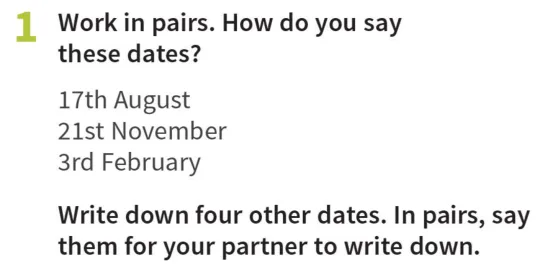 1 Work in pairs. How do you say
these dates?
17th August
21st November
3rd February
Write down four other dates. In pairs, say
them for your partner to write down.